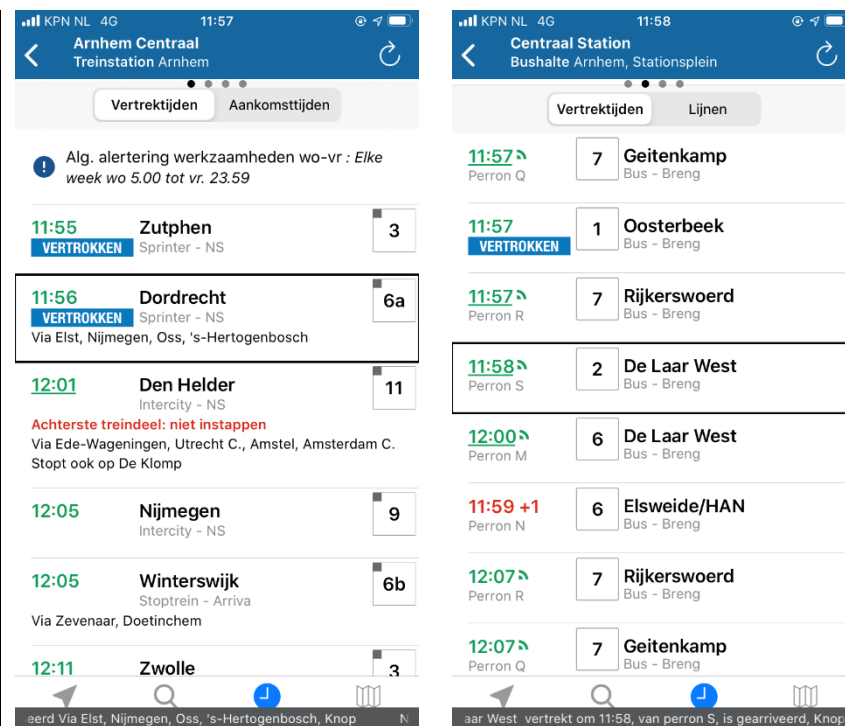 KPN NL 4G 11:57
Arnhem Centraal
Treinstation Arnhem
Vertrektijden Aankomsttijden
Alg. alertering werkzaamheden wo-vr : Elke
week wo 5.00 tot vr. 23.59
11:55 Zutphen 3
VERTROKKEN Sprinter - NS
11:56 Dordrecht 6a
VERTROKKEN Sprinter - NS
Via Elst, Nijmegen, Oss, 's-Hertogenbosch
12:01 Den Helder 11
Intercity - NS
Achterste treindeel: niet instappen
Via Ede-Wageningen, Utrecht C., Amstel, Amsterdam C.
Stopt ook op De Klomp
12:05 Nijmegen 9
Intercity - NS
12:05 Winterswijk 6b
Stoptrein - Arriva
Via Zevenaar, Doetinchem
12:11 Zwolle 3
eerd Via Elst, Nijmegen, Oss, 's-Hertogenbosch, Knop N
KPN NL 4G 11:58
Centraal Station
Bushalte Arnhem, Stationsplein
Vertrektijden Lijnen
11:57 7 Geitenkamp
Perron Q Bus - Breng
11:57 1 Oosterbeek
VERTROKKEN Bus - Breng
11:57 7 Rijkerswoerd
Perron R Bus - Breng
11:58 2 De Laar West
Perron S Bus - Breng
12:00 6 De Laar West
Perron M Bus - Breng
11:59 +1 6 Elsweide/HAN
Perron N Bus - Breng
12:07 7 Rijkerswoerd
Perron R Bus - Breng
12:07 7 Geitenkamp
Perron Q Bus - Breng
aar West vertrekt om 11:58, van perron S, is gearriveerd, Knop